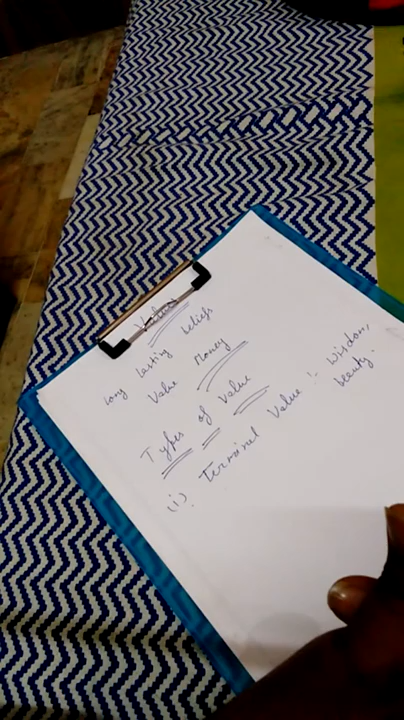 Values
long lasting beliefs
Value Money
Types of value
(i). Terminal Value :- Wisdom,
beauty.